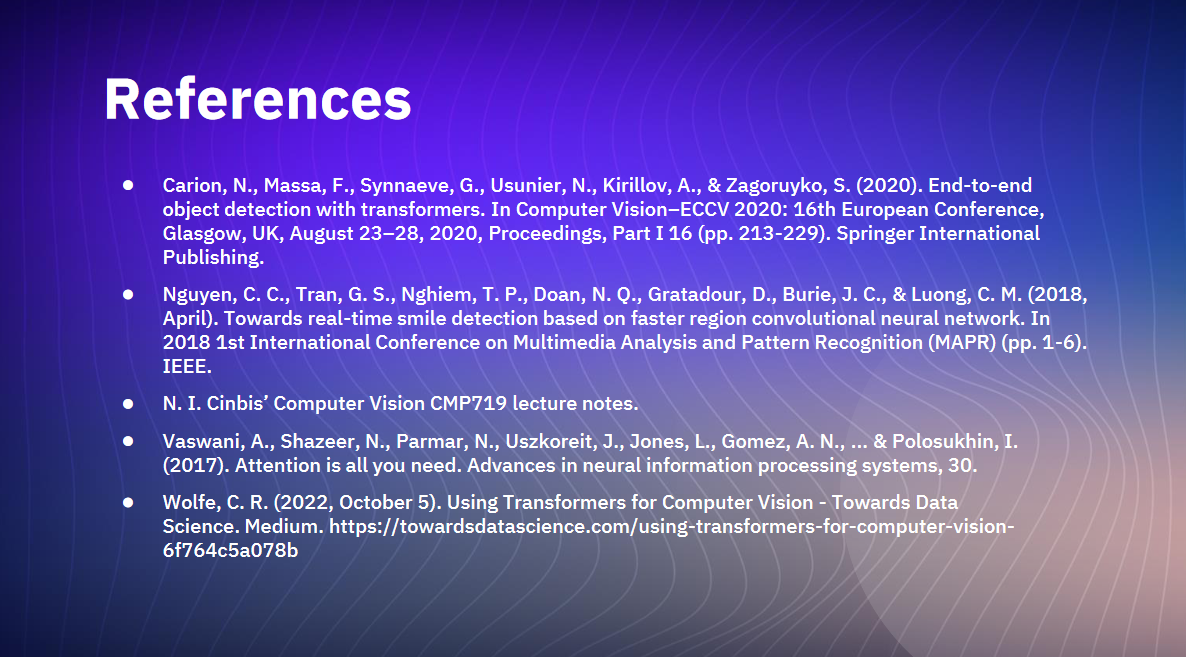 References
● Carion, N., Massa, F., Synnaeve, G., Usunier, N., Kirillov, A., & Zagoruyko, S. (2020). End-to-end
object detection with transformers. In Computer Vision–ECCV 2020: 16th European Conference,
Glasgow, UK, August 23–28, 2020, Proceedings, Part I 16 (pp. 213-229). Springer International
Publishing.
● Nguyen, C. C., Tran, G. S., Nghiem, T. P., Doan, N. Q., Gratadour, D., Burie, J. C., & Luong, C. M. (2018,
April). Towards real-time smile detection based on faster region convolutional neural network. In
2018 1st International Conference on Multimedia Analysis and Pattern Recognition (MAPR) (pp. 1-6).
IEEE.
● N. I. Cinbis’ Computer Vision CMP719 lecture notes.
● Vaswani, A., Shazeer, N., Parmar, N., Uszkoreit, J., Jones, L., Gomez, A. N., ... & Polosukhin, I.
(2017). Attention is all you need. Advances in neural information processing systems, 30.
● Wolfe, C. R. (2022, October 5). Using Transformers for Computer Vision - Towards Data
Science. Medium. https://towardsdatascience.com/using-transformers-for-computer-vision-
6f764c5a078b